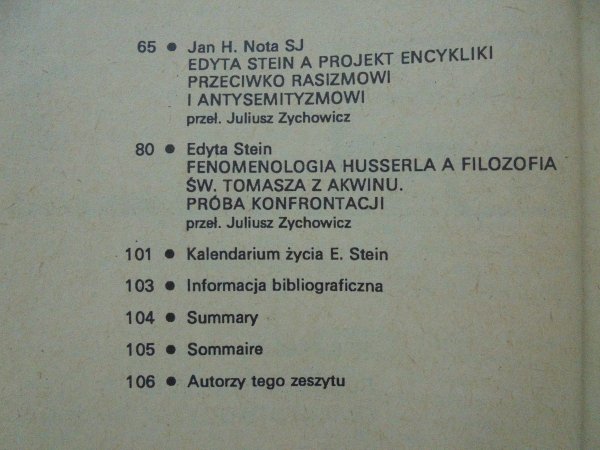 65 ● Jan H. Nota SJ
EDYTA STEIN A PROJEKT ENCYKLIKI
PRZECIWKO RASIZMOWI
I ANTYSEMITYZMOWI
przeł. Juliusz Zychowicz
80 ● Edyta Stein
FENOMENOLOGIA HUSSERLA A FILOZOFIA
ŚW. TOMASZA Z AKWINU.
PRÓBA KONFRONTACJI
przeł. Juliusz Zychowicz
101 ● Kalendarium życia E. Stein
103 ● Informacja bibliograficzna
104 ● Summary
105 ● Sommaire
106 ● Autorzy tego zeszytu